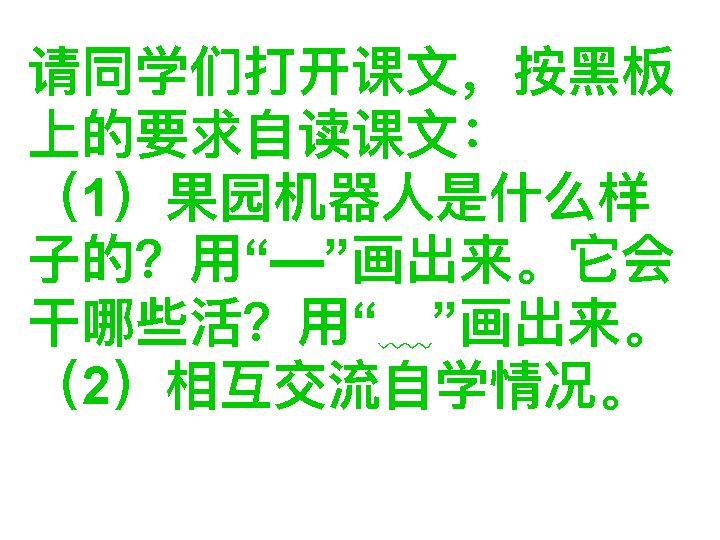 请同学们打开课文，按黑板
上的要求自读课文：
（1）果园机器人是什么样
子的？用“—”画出来。它会
干哪些活？用“﹏”画出来。
（2）相互交流自学情况。